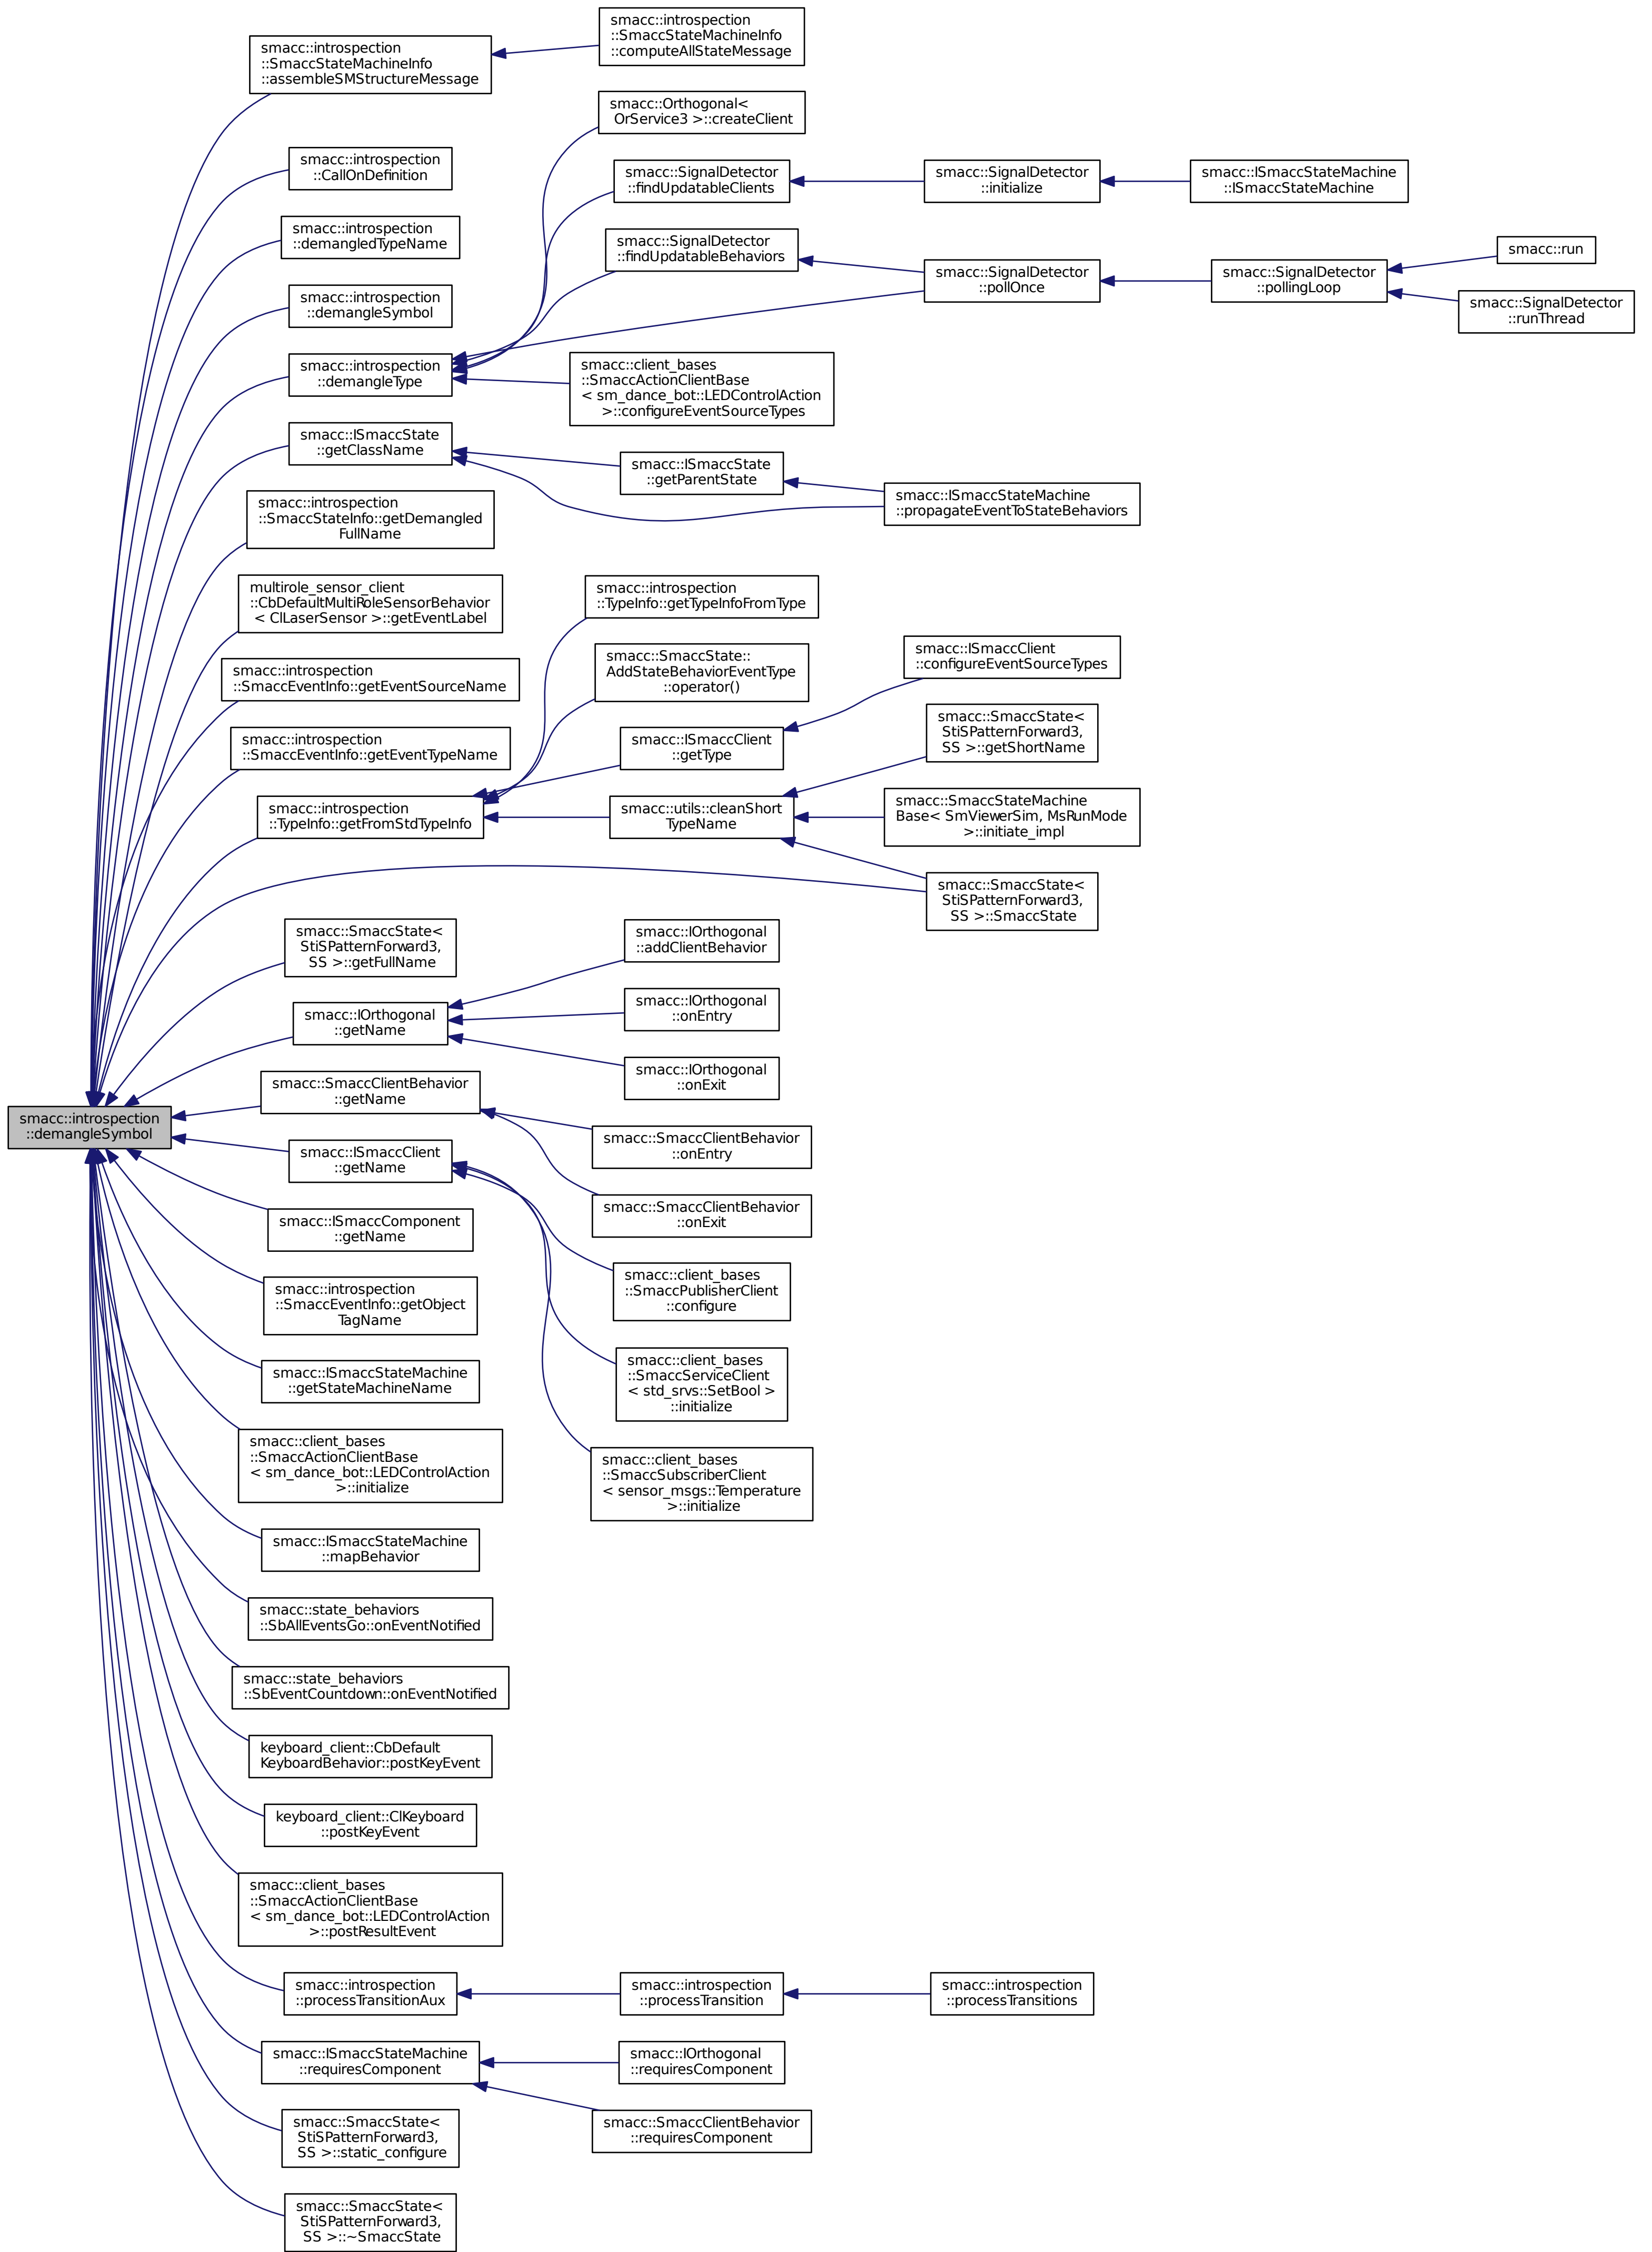 smacc::introspection
::demangleSymbol
smacc::introspection
::SmaccStateMachineInfo
::assembleSMStructureMessage
smacc::introspection
::SmaccStateMachineInfo
::computeAllStateMessage
smacc::introspection
::CallOnDefinition
smacc::introspection
::demangledTypeName
smacc::introspection
::demangleSymbol
smacc::introspection
::demangleType
smacc::Orthogonal<
OrService3 >::createClient
smacc::SignalDetector
::findUpdatableClients
smacc::SignalDetector
::initialize
smacc::ISmaccStateMachine
::ISmaccStateMachine
smacc::SignalDetector
::findUpdatableBehaviors
smacc::SignalDetector
::pollOnce
smacc::SignalDetector
::pollingLoop
smacc::run
smacc::SignalDetector
::runThread
smacc::client_bases
::SmaccActionClientBase
< sm_dance_bot::LEDControlAction
>::configureEventSourceTypes
smacc::ISmaccState
::getClassName
smacc::ISmaccState
::getParentState
smacc::ISmaccStateMachine
::propagateEventToStateBehaviors
smacc::introspection
::SmaccStateInfo::getDemangled
FullName
multirole_sensor_client
::CbDefaultMultiRoleSensorBehavior
< ClLaserSensor >::getEventLabel
smacc::introspection
::SmaccEventInfo::getEventSourceName
smacc::introspection
::SmaccEventInfo::getEventTypeName
smacc::introspection
::TypeInfo::getFromStdTypeInfo
smacc::introspection
::TypeInfo::getTypeInfoFromType
smacc::SmaccState::
AddStateBehaviorEventType
::operator()
smacc::ISmaccClient
::getType
smacc::ISmaccClient
::configureEventSourceTypes
smacc::utils::cleanShort
TypeName
smacc::SmaccState<
StiSPatternForward3,
SS >::getShortName
smacc::SmaccStateMachine
Base< SmViewerSim, MsRunMode
>::initiate_impl
smacc::SmaccState<
StiSPatternForward3,
SS >::SmaccState
smacc::SmaccState<
StiSPatternForward3,
SS >::getFullName
smacc::IOrthogonal
::getName
smacc::IOrthogonal
::addClientBehavior
smacc::IOrthogonal
::onEntry
smacc::IOrthogonal
::onExit
smacc::SmaccClientBehavior
::getName
smacc::SmaccClientBehavior
::onEntry
smacc::SmaccClientBehavior
::onExit
smacc::ISmaccClient
::getName
smacc::client_bases
::SmaccPublisherClient
::configure
smacc::client_bases
::SmaccServiceClient
< std_srvs::SetBool >
::initialize
smacc::client_bases
::SmaccSubscriberClient
< sensor_msgs::Temperature
>::initialize
smacc::ISmaccComponent
::getName
smacc::introspection
::SmaccEventInfo::getObject
TagName
smacc::ISmaccStateMachine
::getStateMachineName
smacc::client_bases
::SmaccActionClientBase
< sm_dance_bot::LEDControlAction
>::initialize
smacc::ISmaccStateMachine
::mapBehavior
smacc::state_behaviors
::SbAllEventsGo::onEventNotified
smacc::state_behaviors
::SbEventCountdown::onEventNotified
keyboard_client::CbDefault
KeyboardBehavior::postKeyEvent
keyboard_client::ClKeyboard
::postKeyEvent
smacc::client_bases
::SmaccActionClientBase
< sm_dance_bot::LEDControlAction
>::postResultEvent
smacc::introspection
::processTransitionAux
smacc::introspection
::processTransition
smacc::introspection
::processTransitions
smacc::ISmaccStateMachine
::requiresComponent
smacc::IOrthogonal
::requiresComponent
smacc::SmaccClientBehavior
::requiresComponent
smacc::SmaccState<
StiSPatternForward3,
SS >::static_configure
smacc::SmaccState<
StiSPatternForward3,
SS >::~SmaccState